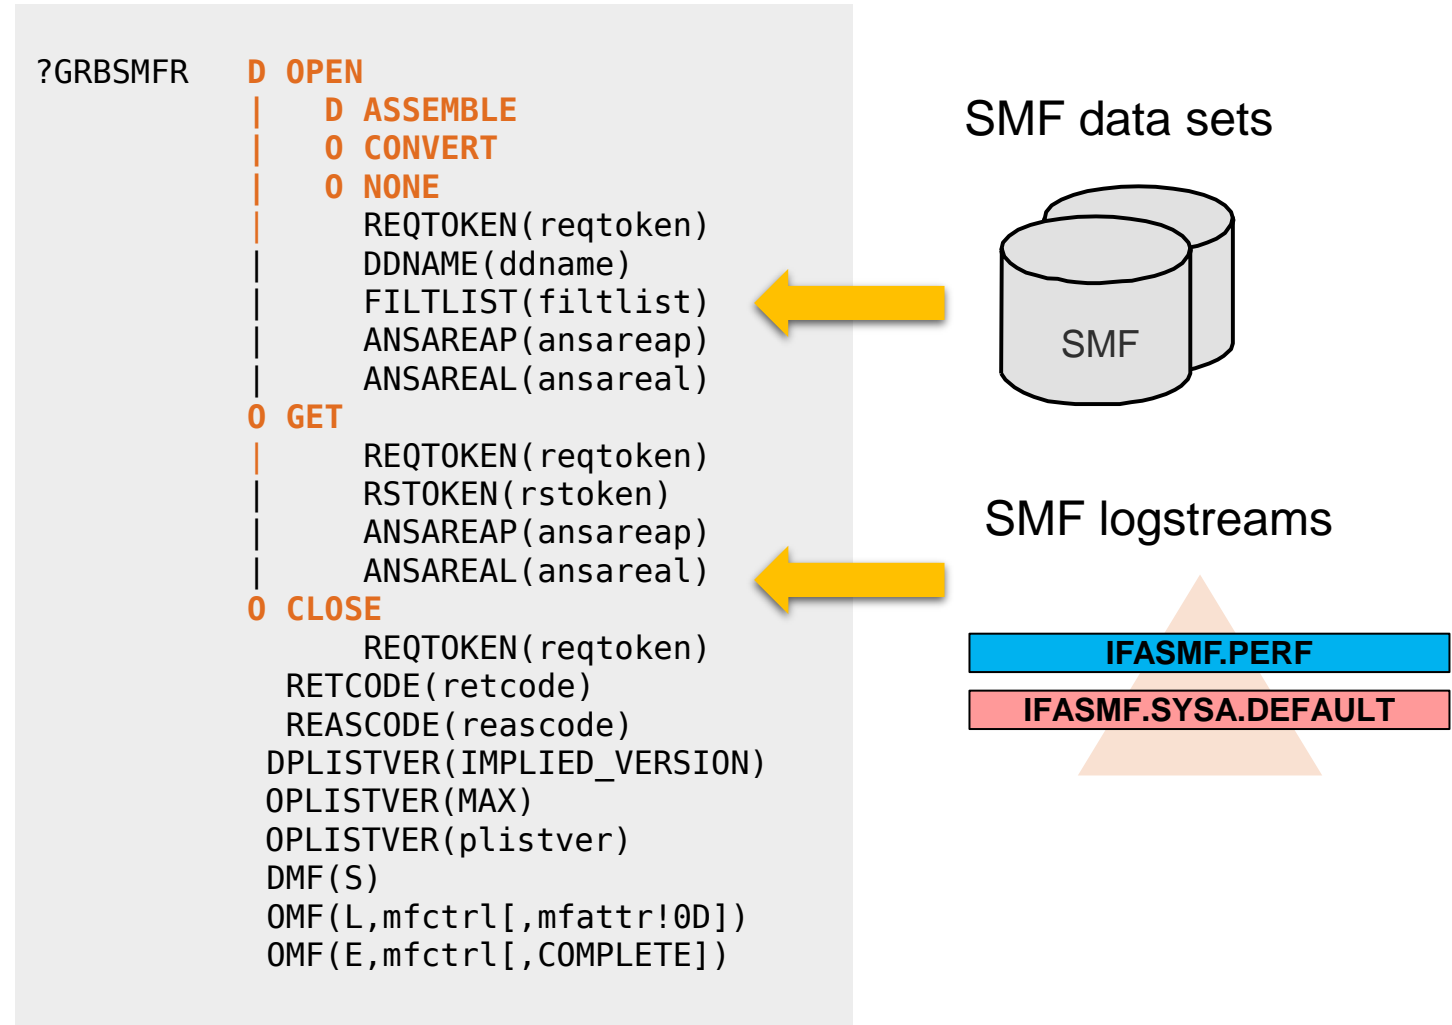 ?GRBSMFR   D OPEN
           |   D ASSEMBLE
           |   O CONVERT
           |   O NONE
           |     REQTOKEN(reqtoken)
           |     DDNAME(ddname)
           |     FILTLIST(filtlist)
           |     ANSAREAP(ansareap)
           |     ANSAREAL(ansareal)
           O GET
           |     REQTOKEN(reqtoken)
           |     RSTOKEN(rstoken)
           |     ANSAREAP(ansareap)
           |     ANSAREAL(ansareal)
           O CLOSE
                 REQTOKEN(reqtoken)
             RETCODE(retcode)
             REASCODE(reascode)
            DPLISTVER(IMPLIED_VERSION)
            OPLISTVER(MAX)
            OPLISTVER(plistver)
            DMF(S)
            OMF(L,mfctrl[,mfattr!0D])
            OMF(E,mfctrl[,COMPLETE])
SMF data sets
SMF
SMF logstreams
IFASMF.PERF
IFASMF.SYSA.DEFAULT